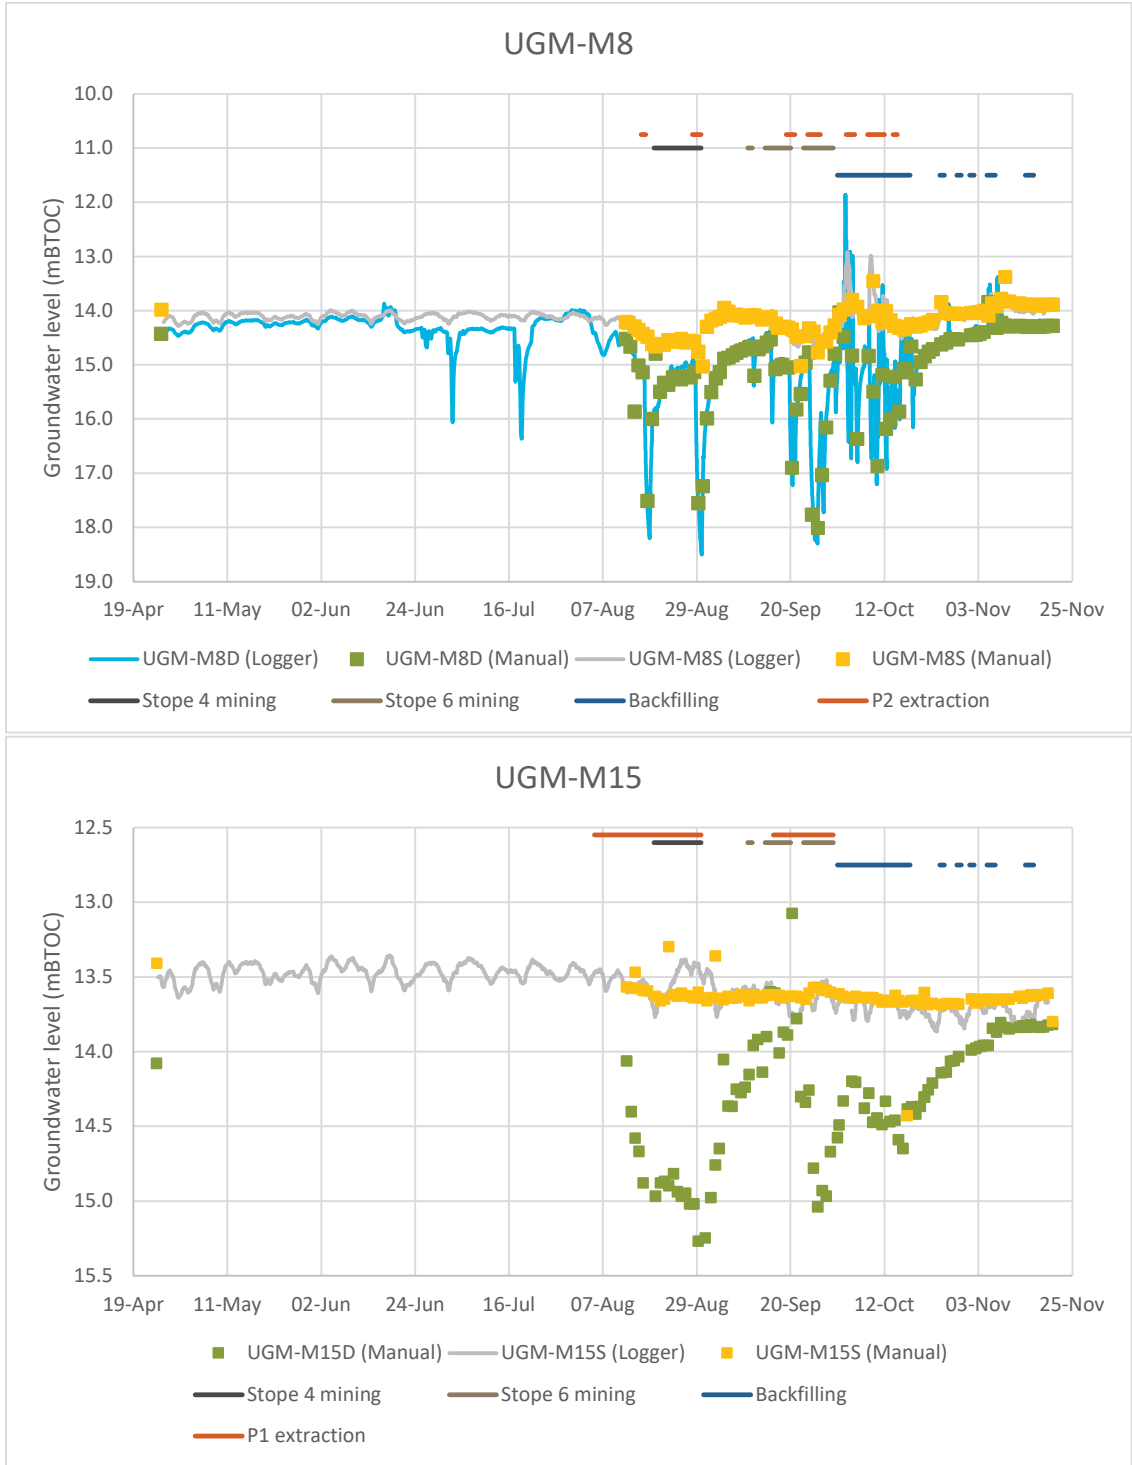 UGM-M8
10.0
11.0
12.0
13.0
14.0
15.0
16.0
17.0
18.0
19.0
Groundwater level (mBTOC)
19-Apr 11-May 02-Jun 24-Jun 16-Jul 07-Aug 29-Aug 20-Sep 12-Oct 03-Nov 25-Nov
UGM-M8D (Logger) UGM-M8D (Manual) UGM-M8S (Logger) UGM-M8S (Manual)
Stope 4 mining Stope 6 mining Backfilling P2 extraction
UGM-M15
12.5
13.0
13.5
14.0
14.5
15.0
15.5
Groundwater level (mBTOC)
19-Apr 11-May 02-Jun 24-Jun 16-Jul 07-Aug 29-Aug 20-Sep 12-Oct 03-Nov 25-Nov
UGM-M15D (Manual) UGM-M15S (Logger) UGM-M15S (Manual)
Stope 4 mining Stope 6 mining Backfilling
P1 extraction